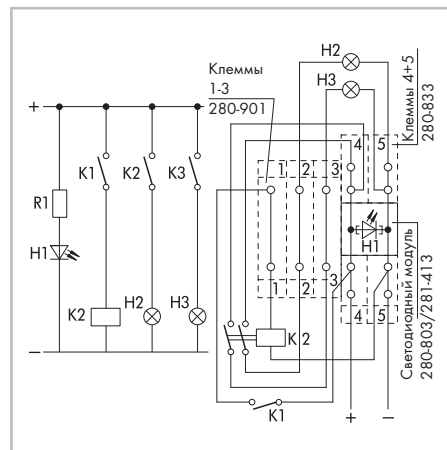 H2
H3
Клеммы
1-3
280-901
Клеммы 4+5
280-833
+
K1
K2
K3
1
2
3
4
5
R1
H1
H1
K2
H2
H3
1
2
3
4
5
Светодиодный модуль
280-803/281-413
K 2
K1
−
+
−